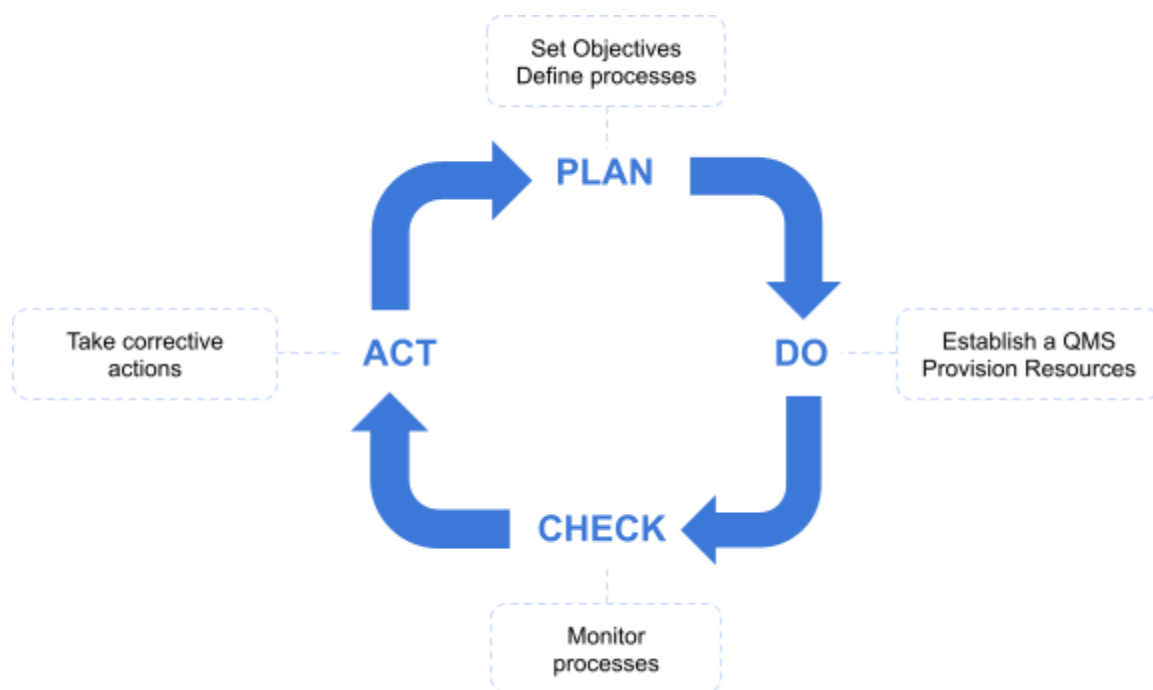 Set Objectives
Define processes
PLAN
Take corrective
actions
ACT
DO
Establish a QMS
Provision Resources
CHECK
Monitor
processes